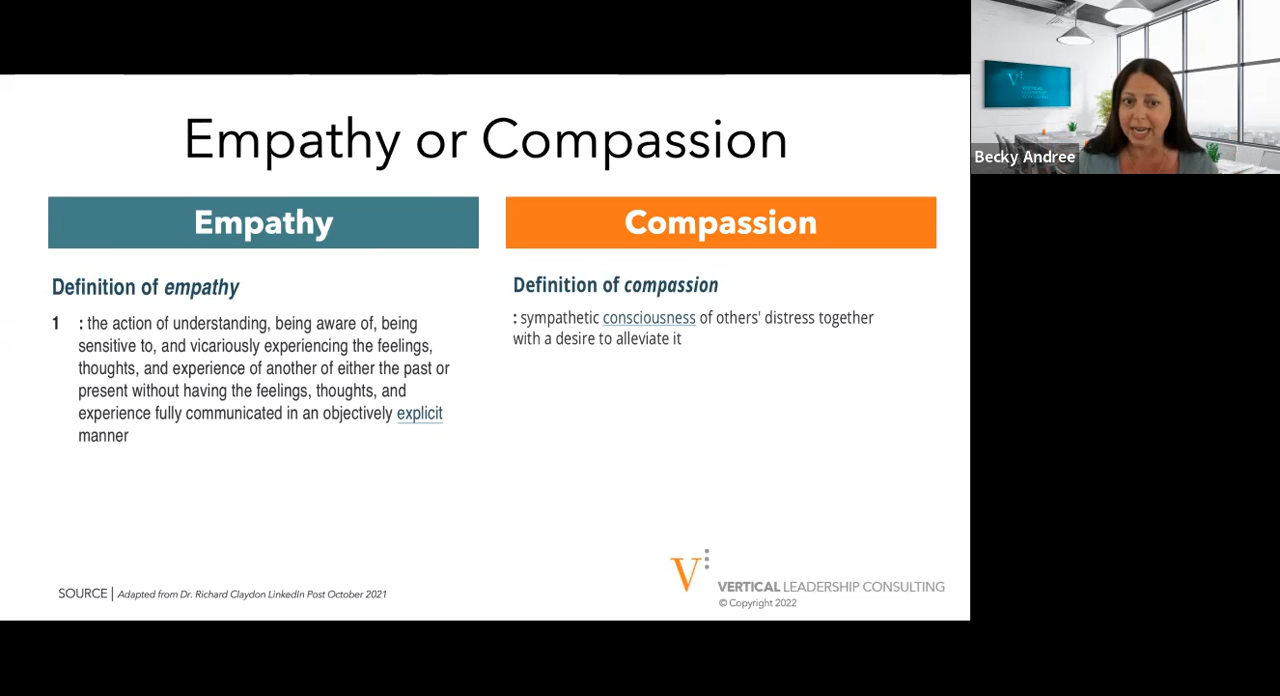 Empathy or Compassion
Empathy
Compassion
Definition of empathy
1 : the action of understanding, being aware of, being
sensitive to, and vicariously experiencing the feelings,
thoughts, and experience of another of either the past or
present without having the feelings, thoughts, and
experience fully communicated in an objectively explicit
manner
Definition of compassion
: sympathetic consciousness of others' distress together
with a desire to alleviate it
SOURCE | Adapted from Dr. Richard Claydon LinkedIn Post October 2021
V
VERTICAL LEADERSHIP CONSULTING
© Copyright 2022
V
VERTICAL
LEADERSHIP
CONSULTING
Becky Andree